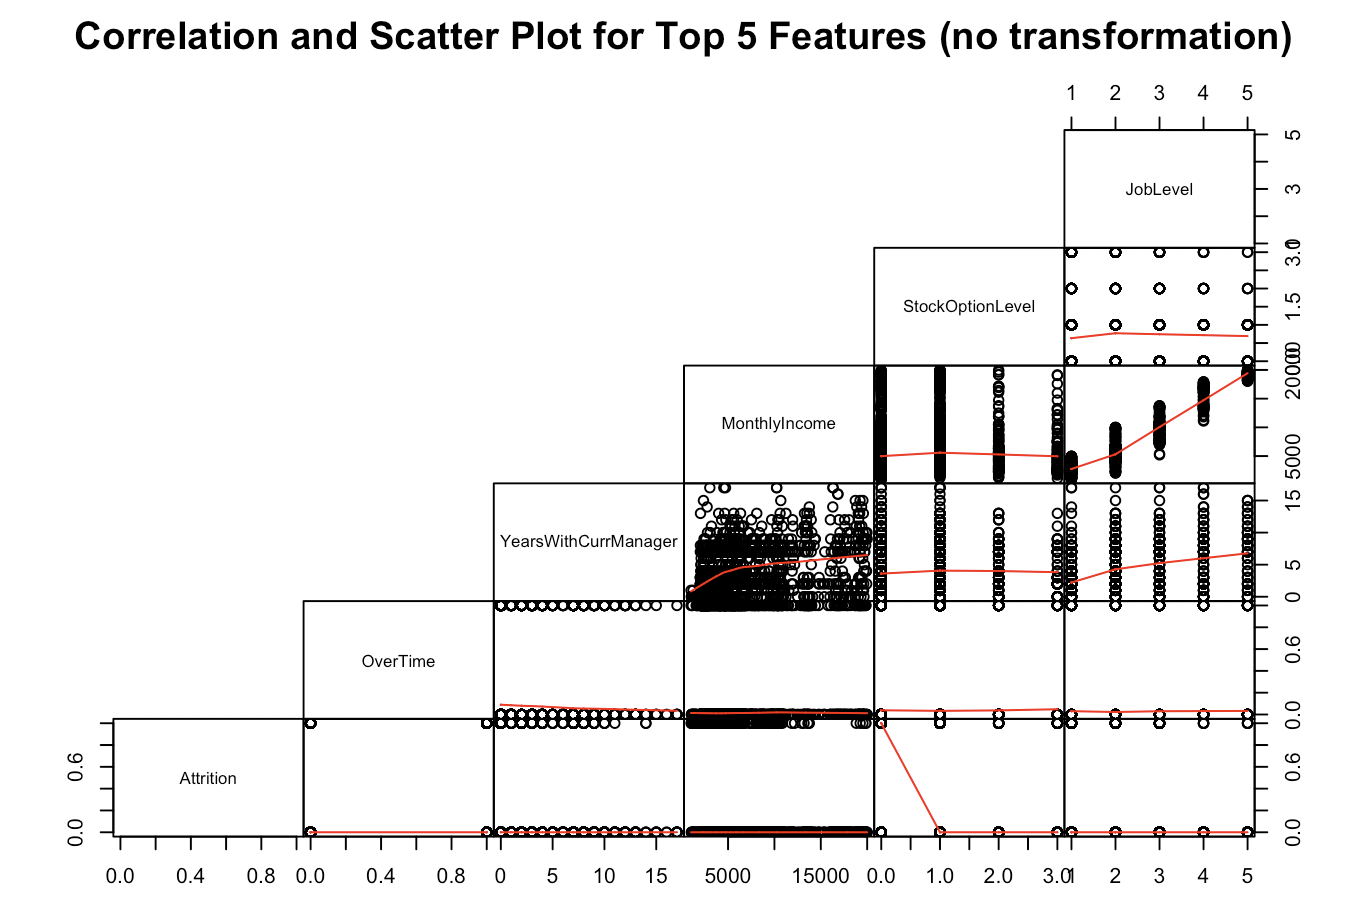 Correlation and Scatter Plot for Top 5 Features (no transformation)
1 2 3 4 5
JobLevel
1 3 5
StockOptionLevel
0.0 1.5 3.0
MonthlyIncome
5000 20000
YearsWithCurrManager
0 5 15
OverTime
0.0 0.6
Attrition
0.0 0.6
0.0 0.6
0.0 0.4 0.8 0.0 0.4 0.8 0 5 10 15 5000 15000 0.0 1.0 2.0 3.0 1 2 3 4 5